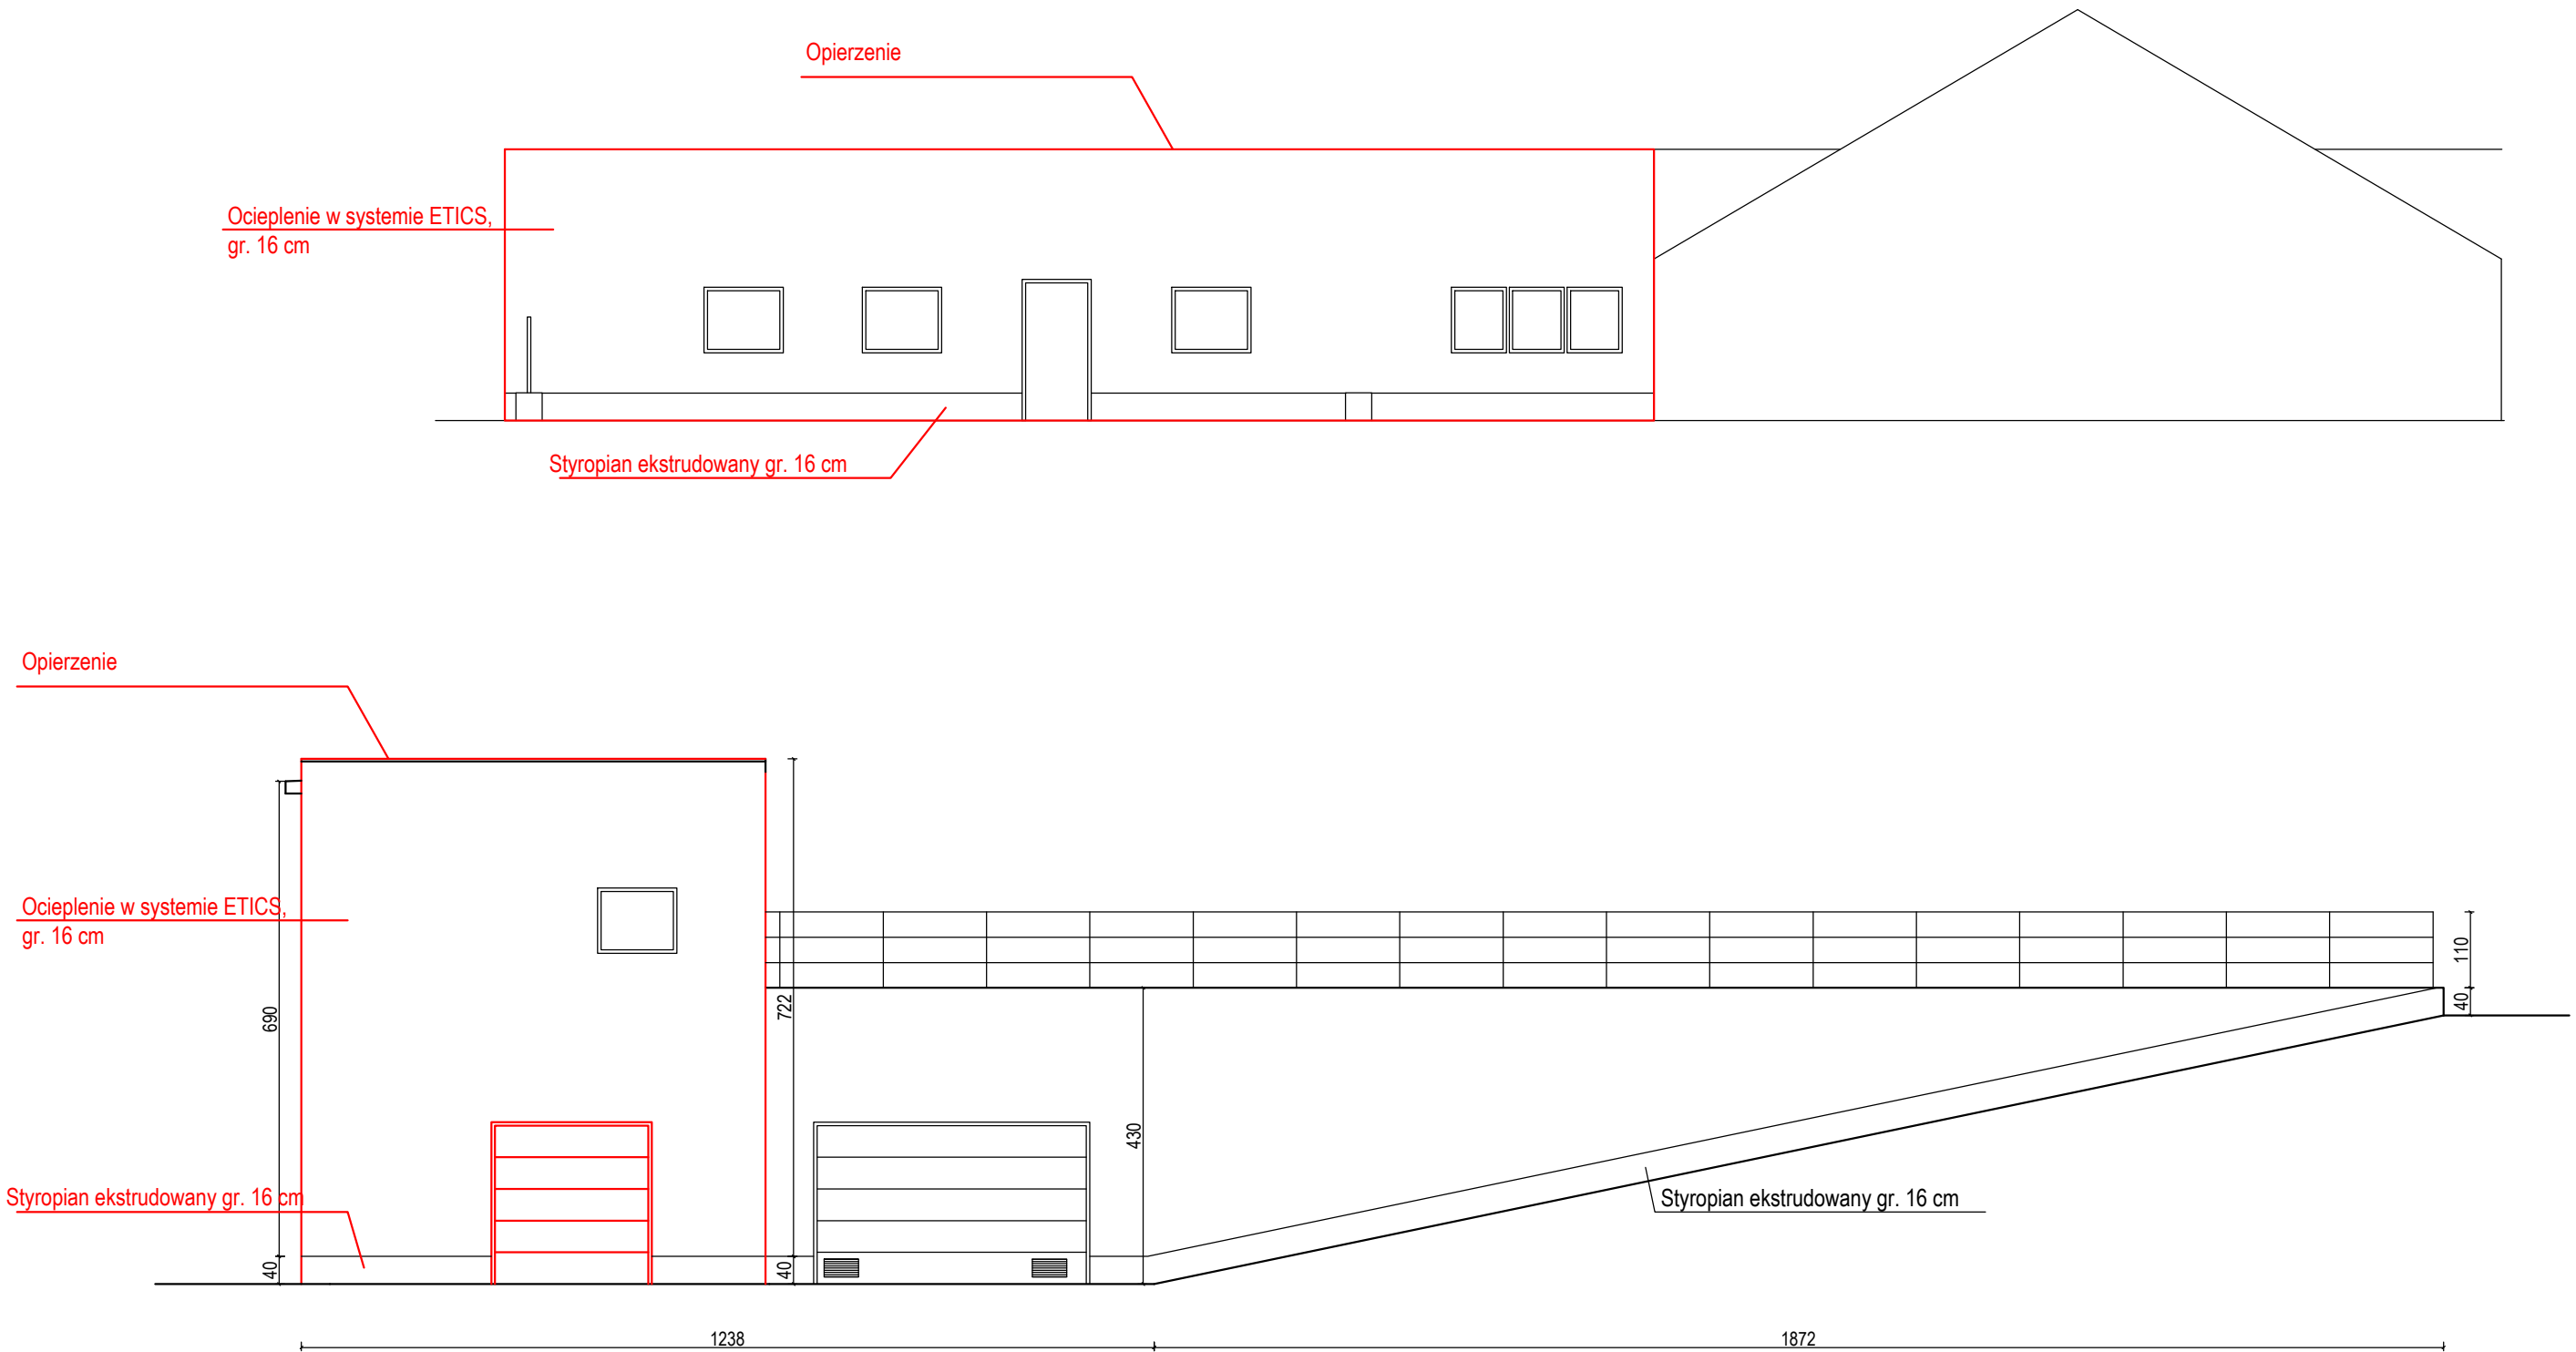 Opierzenie
Ocieplenie w systemie ETICS,
gr. 16 cm
Styropian ekstrudowany gr. 16 cm
Opierzenie
Ocieplenie w systemie ETICS,
gr. 16 cm
110
40
690
722
430
Styropian ekstrudowany gr. 16 cm
Styropian ekstrudowany gr. 16 cm
40
40
1238
1872